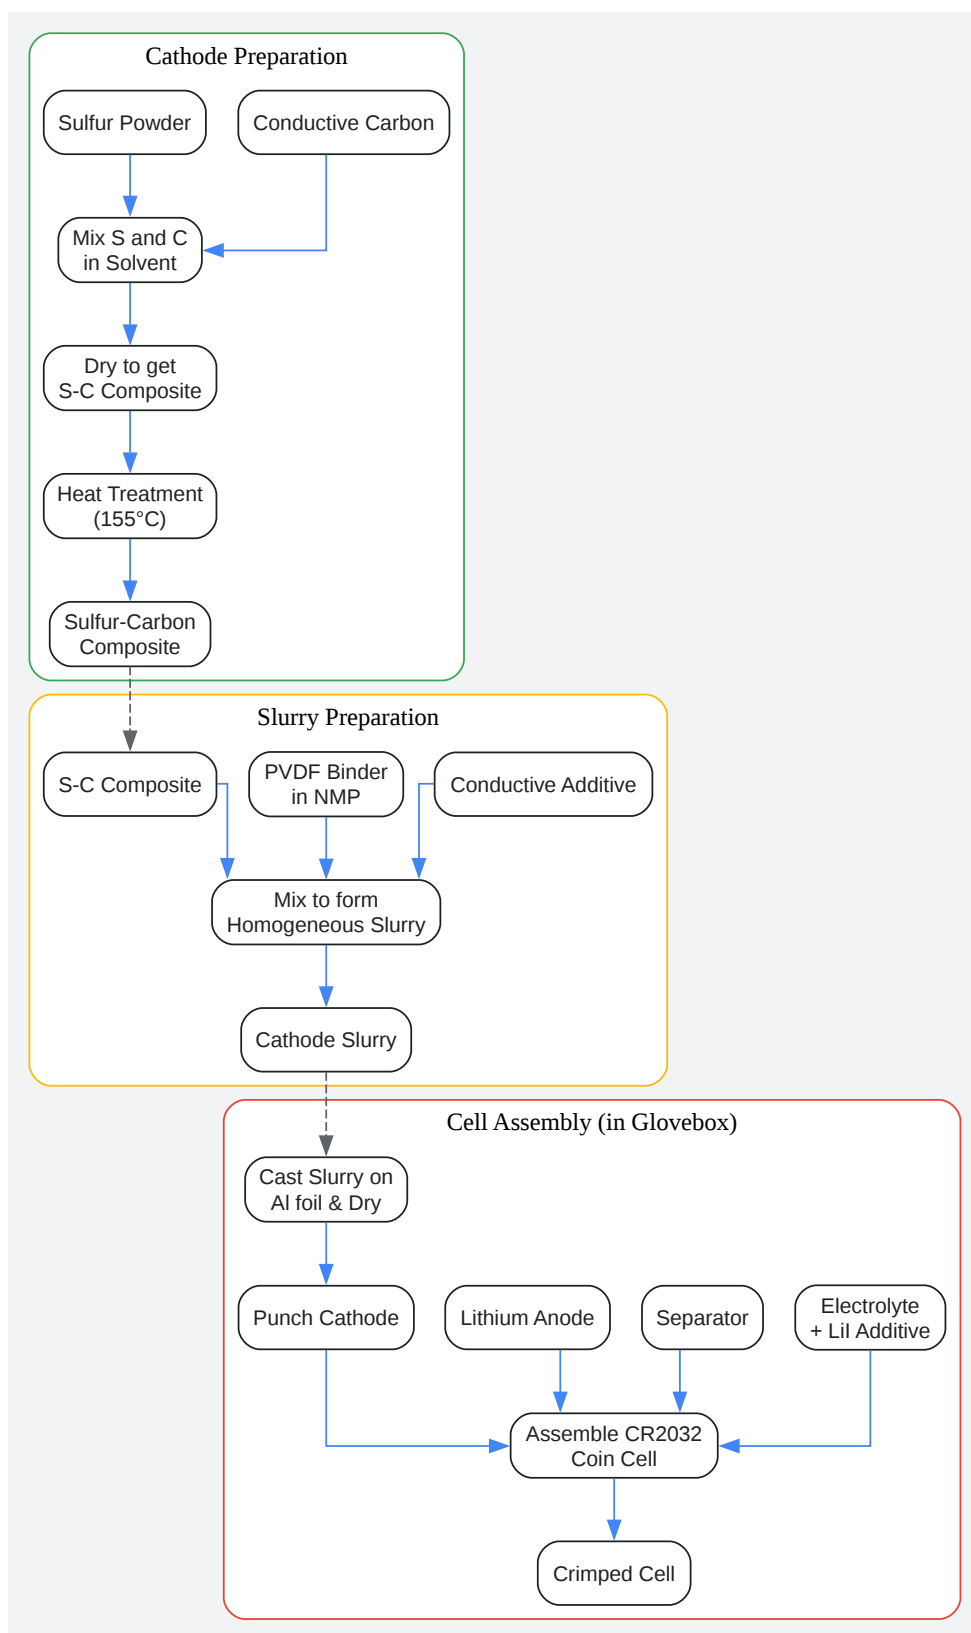 Cathode Preparation
Sulfur Powder
Conductive Carbon
Mix S and C
in Solvent
Dry to get
S-C Composite
Heat Treatment
(155°C)
Sulfur-Carbon
Composite
Slurry Preparation
S-C Composite
PVDF Binder
in NMP
Conductive Additive
Mix to form
Homogeneous Slurry
Cathode Slurry
Cell Assembly (in Glovebox)
Cast Slurry on
Al foil & Dry
Punch Cathode
Lithium Anode
Separator
Electrolyte
+ LiI Additive
Assemble CR2032
Coin Cell
Crimped Cell